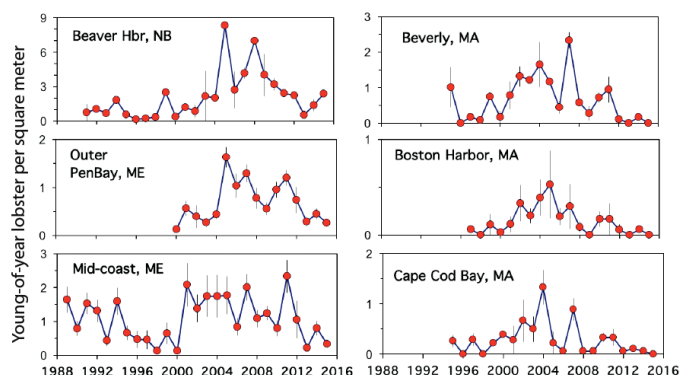 Young-of-year lobster per square meter
Beaver Hbr, NB
9
6
3
0
Beverly, MA
3
2
1
0
Outer
PenBay, ME
2
1
0
Boston Harbor, MA
1
0
Mid-coast, ME
3
2
1
0
Cape Cod Bay, MA
2
1
0
1988 1992 1996 2000 2004 2008 2012 2016
1988 1992 1996 2000 2004 2008 2012 2016